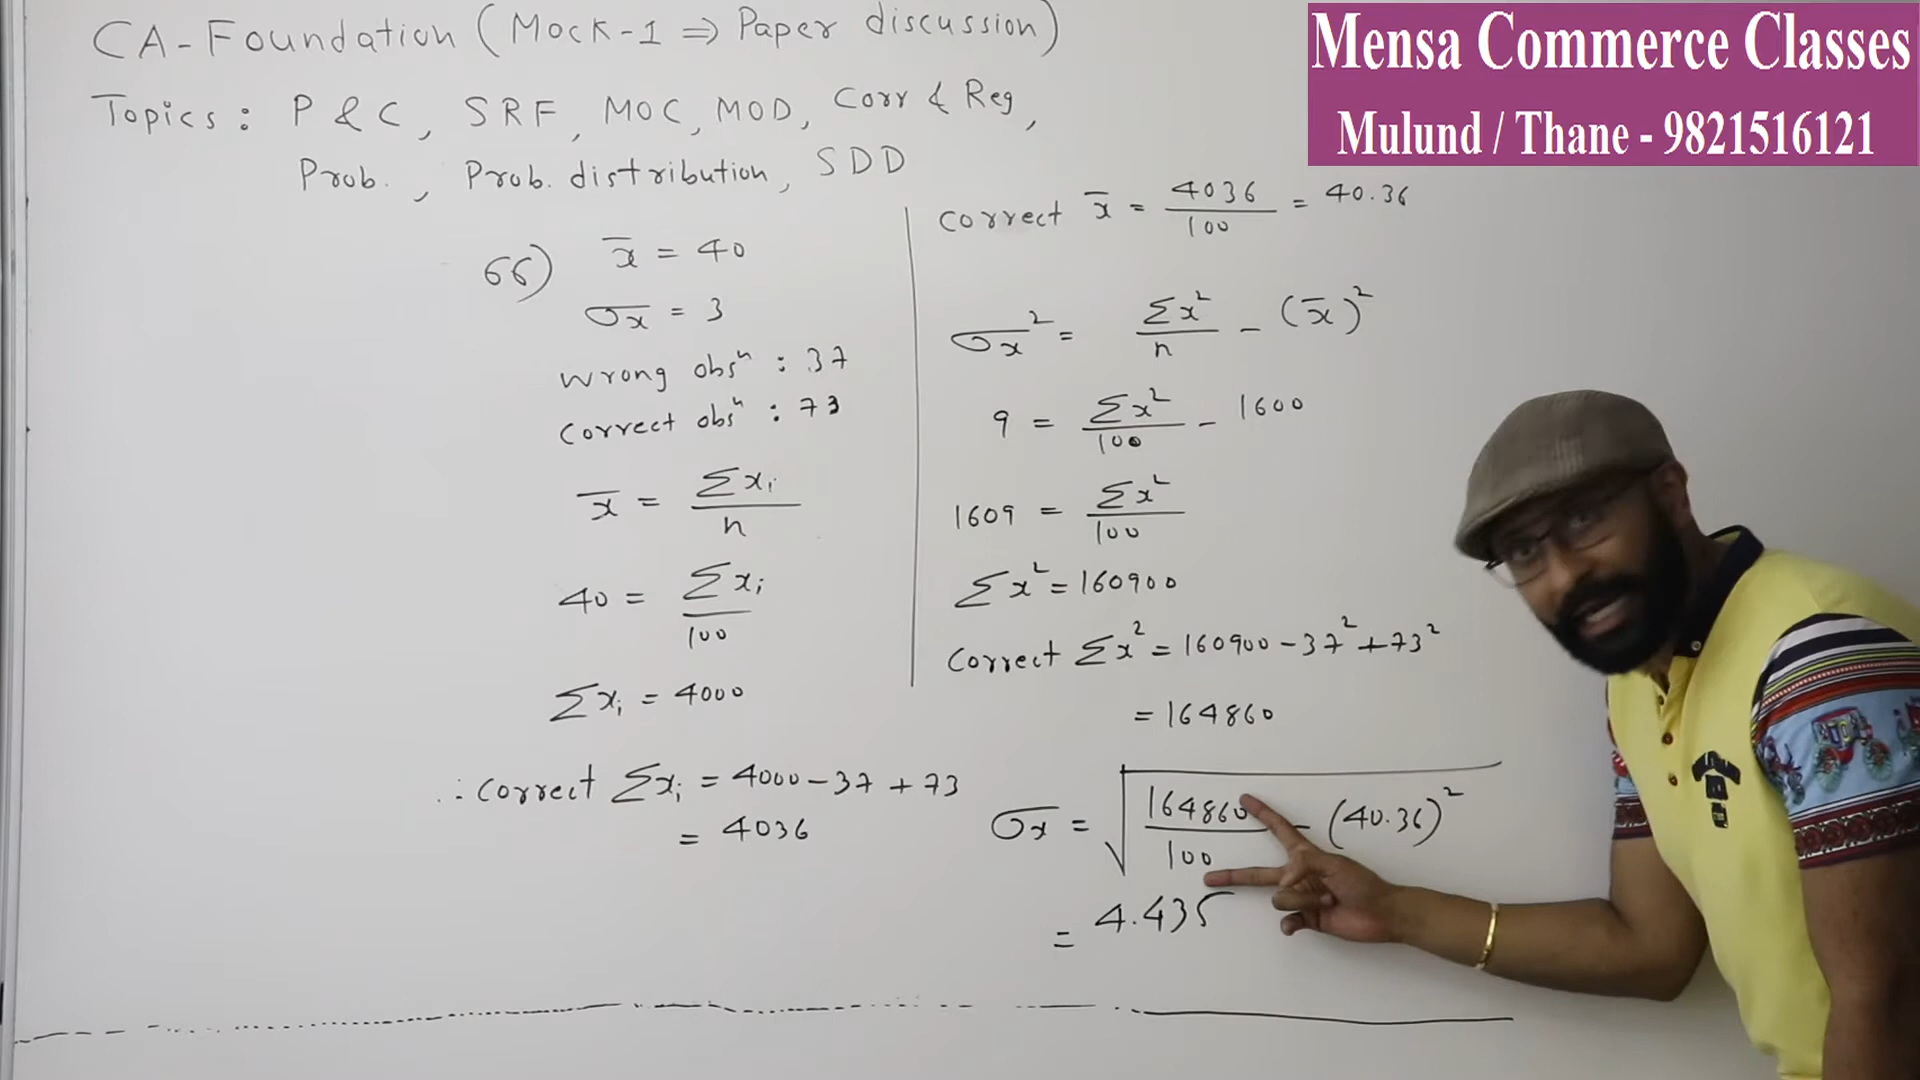 CA-Foundation (Mock-1 ⇒ Paper discussion)
Topics : P & C, SRF, MOC, MOD, Corr & Reg,
Prob., Prob. distribution, SDD
Mensa Commerce Classes
Mulund / Thane - 9821516121
66) x̄ = 40
σx = 3
wrong obsⁿ : 37
correct obsⁿ : 73
x̄ = Σxi / n
40 = Σxi / 100
Σxi = 4000
∴ correct Σxi = 4000 - 37 + 73
= 4036
correct x̄ = 4036 / 100 = 40.36
σx² = Σx² / n - (x̄)²
9 = Σx² / 100 - 1600
1609 = Σx² / 100
Σx² = 160900
correct Σx² = 160900 - 37² + 73²
= 164860
σx = √(164860 / 100 - (40.36)²)
= 4.435